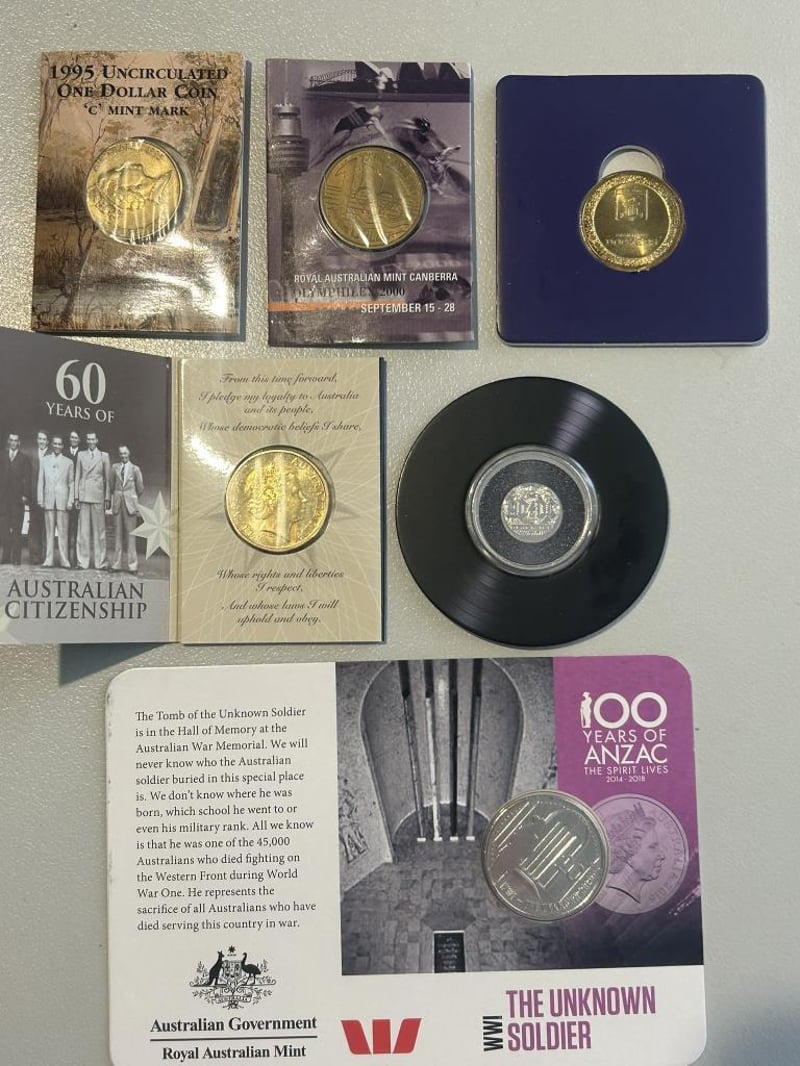 1995 UNCIRCULATED
ONE DOLLAR COIN
'C' MINT MARK
ROYAL AUSTRALIAN MINT CANBERRA
OLYMPHILEX 2000
SEPTEMBER 15 - 28
60
YEARS OF
AUSTRALIAN
CITIZENSHIP
From this time forward,
I pledge my loyalty to Australia
and its people,
Whose democratic beliefs I share,
Whose rights and liberties
I respect,
And whose laws I will
uphold and obey.
The Tomb of the Unknown Soldier
is in the Hall of Memory at the
Australian War Memorial. We will
never know who the Australian
soldier buried in this special place
is. We don't know where he was
born, which school he went to or
even his military rank. All we know
is that he was one of the 45,000
Australians who died fighting on
the Western Front during World
War One. He represents the
sacrifice of all Australians who have
died serving this country in war.
Australian Government
Royal Australian Mint
100
YEARS OF
ANZAC
THE SPIRIT LIVES
2014 - 2018
WWI
THE UNKNOWN
SOLDIER